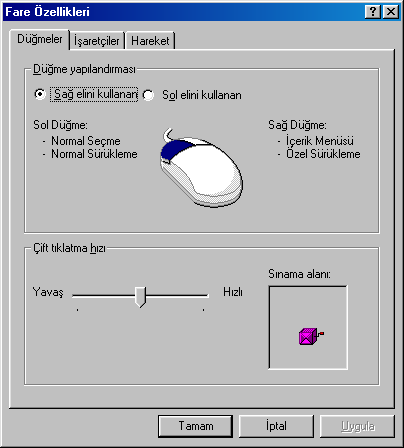 Fare Özellikleri
Düğmeler İşaretçiler Hareket
Düğme yapılandırması
Sağ elini kullanan Sol elini kullanan
Sol Düğme:
- Normal Seçme
- Normal Sürükleme
Sağ Düğme:
- İçerik Menüsü
- Özel Sürükleme
Çift tıklatma hızı
Yavaş Hızlı
Sınama alanı:
Tamam İptal Uygula